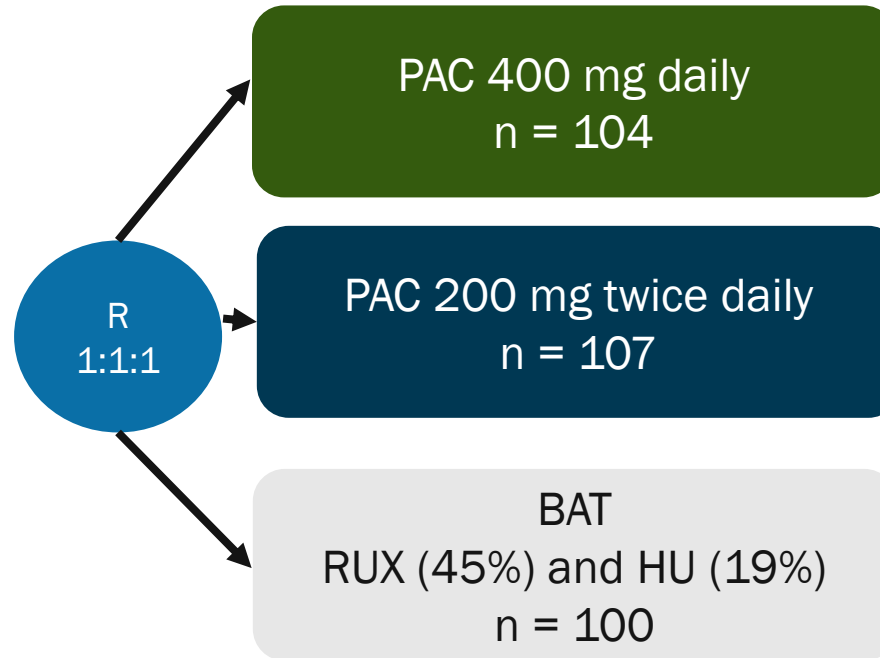 PAC 400 mg daily
n = 104
R
1:1:1
PAC 200 mg twice daily
n = 107
BAT
RUX (45%) and HU (19%)
n = 100